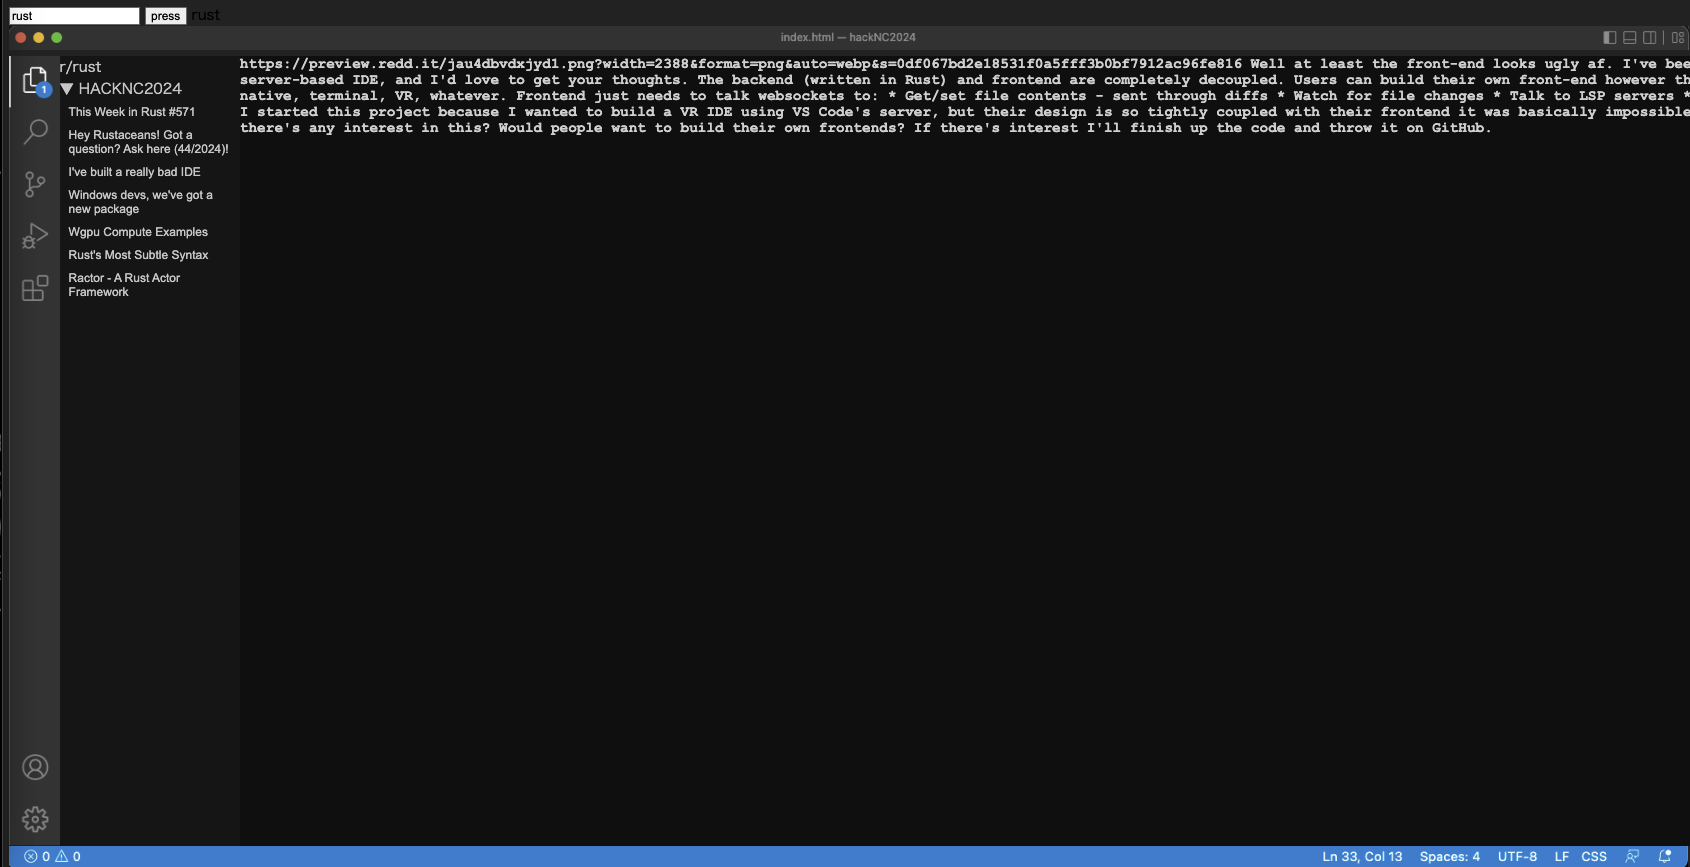 rust press rust
index.html — hackNC2024
r/rust
HACKNC2024
1
This Week in Rust #571
Hey Rustaceans! Got a
question? Ask here (44/2024)!
I've built a really bad IDE
Windows devs, we've got a
new package
Wgpu Compute Examples
Rust's Most Subtle Syntax
Ractor - A Rust Actor
Framework
https://preview.redd.it/jau4dbvdxjyd1.png?width=2388&format=png&auto=webp&s=0df067bd2e18531f0a5fff3b0bf7912ac96fe816 Well at least the front-end looks ugly af. I've bee
server-based IDE, and I'd love to get your thoughts. The backend (written in Rust) and frontend are completely decoupled. Users can build their own front-end however th
native, terminal, VR, whatever. Frontend just needs to talk websockets to: * Get/set file contents - sent through diffs * Watch for file changes * Talk to LSP servers *
I started this project because I wanted to build a VR IDE using VS Code's server, but their design is so tightly coupled with their frontend it was basically impossible
there's any interest in this? Would people want to build their own frontends? If there's interest I'll finish up the code and throw it on GitHub.
0 0
Ln 33, Col 13 Spaces: 4 UTF-8 LF CSS